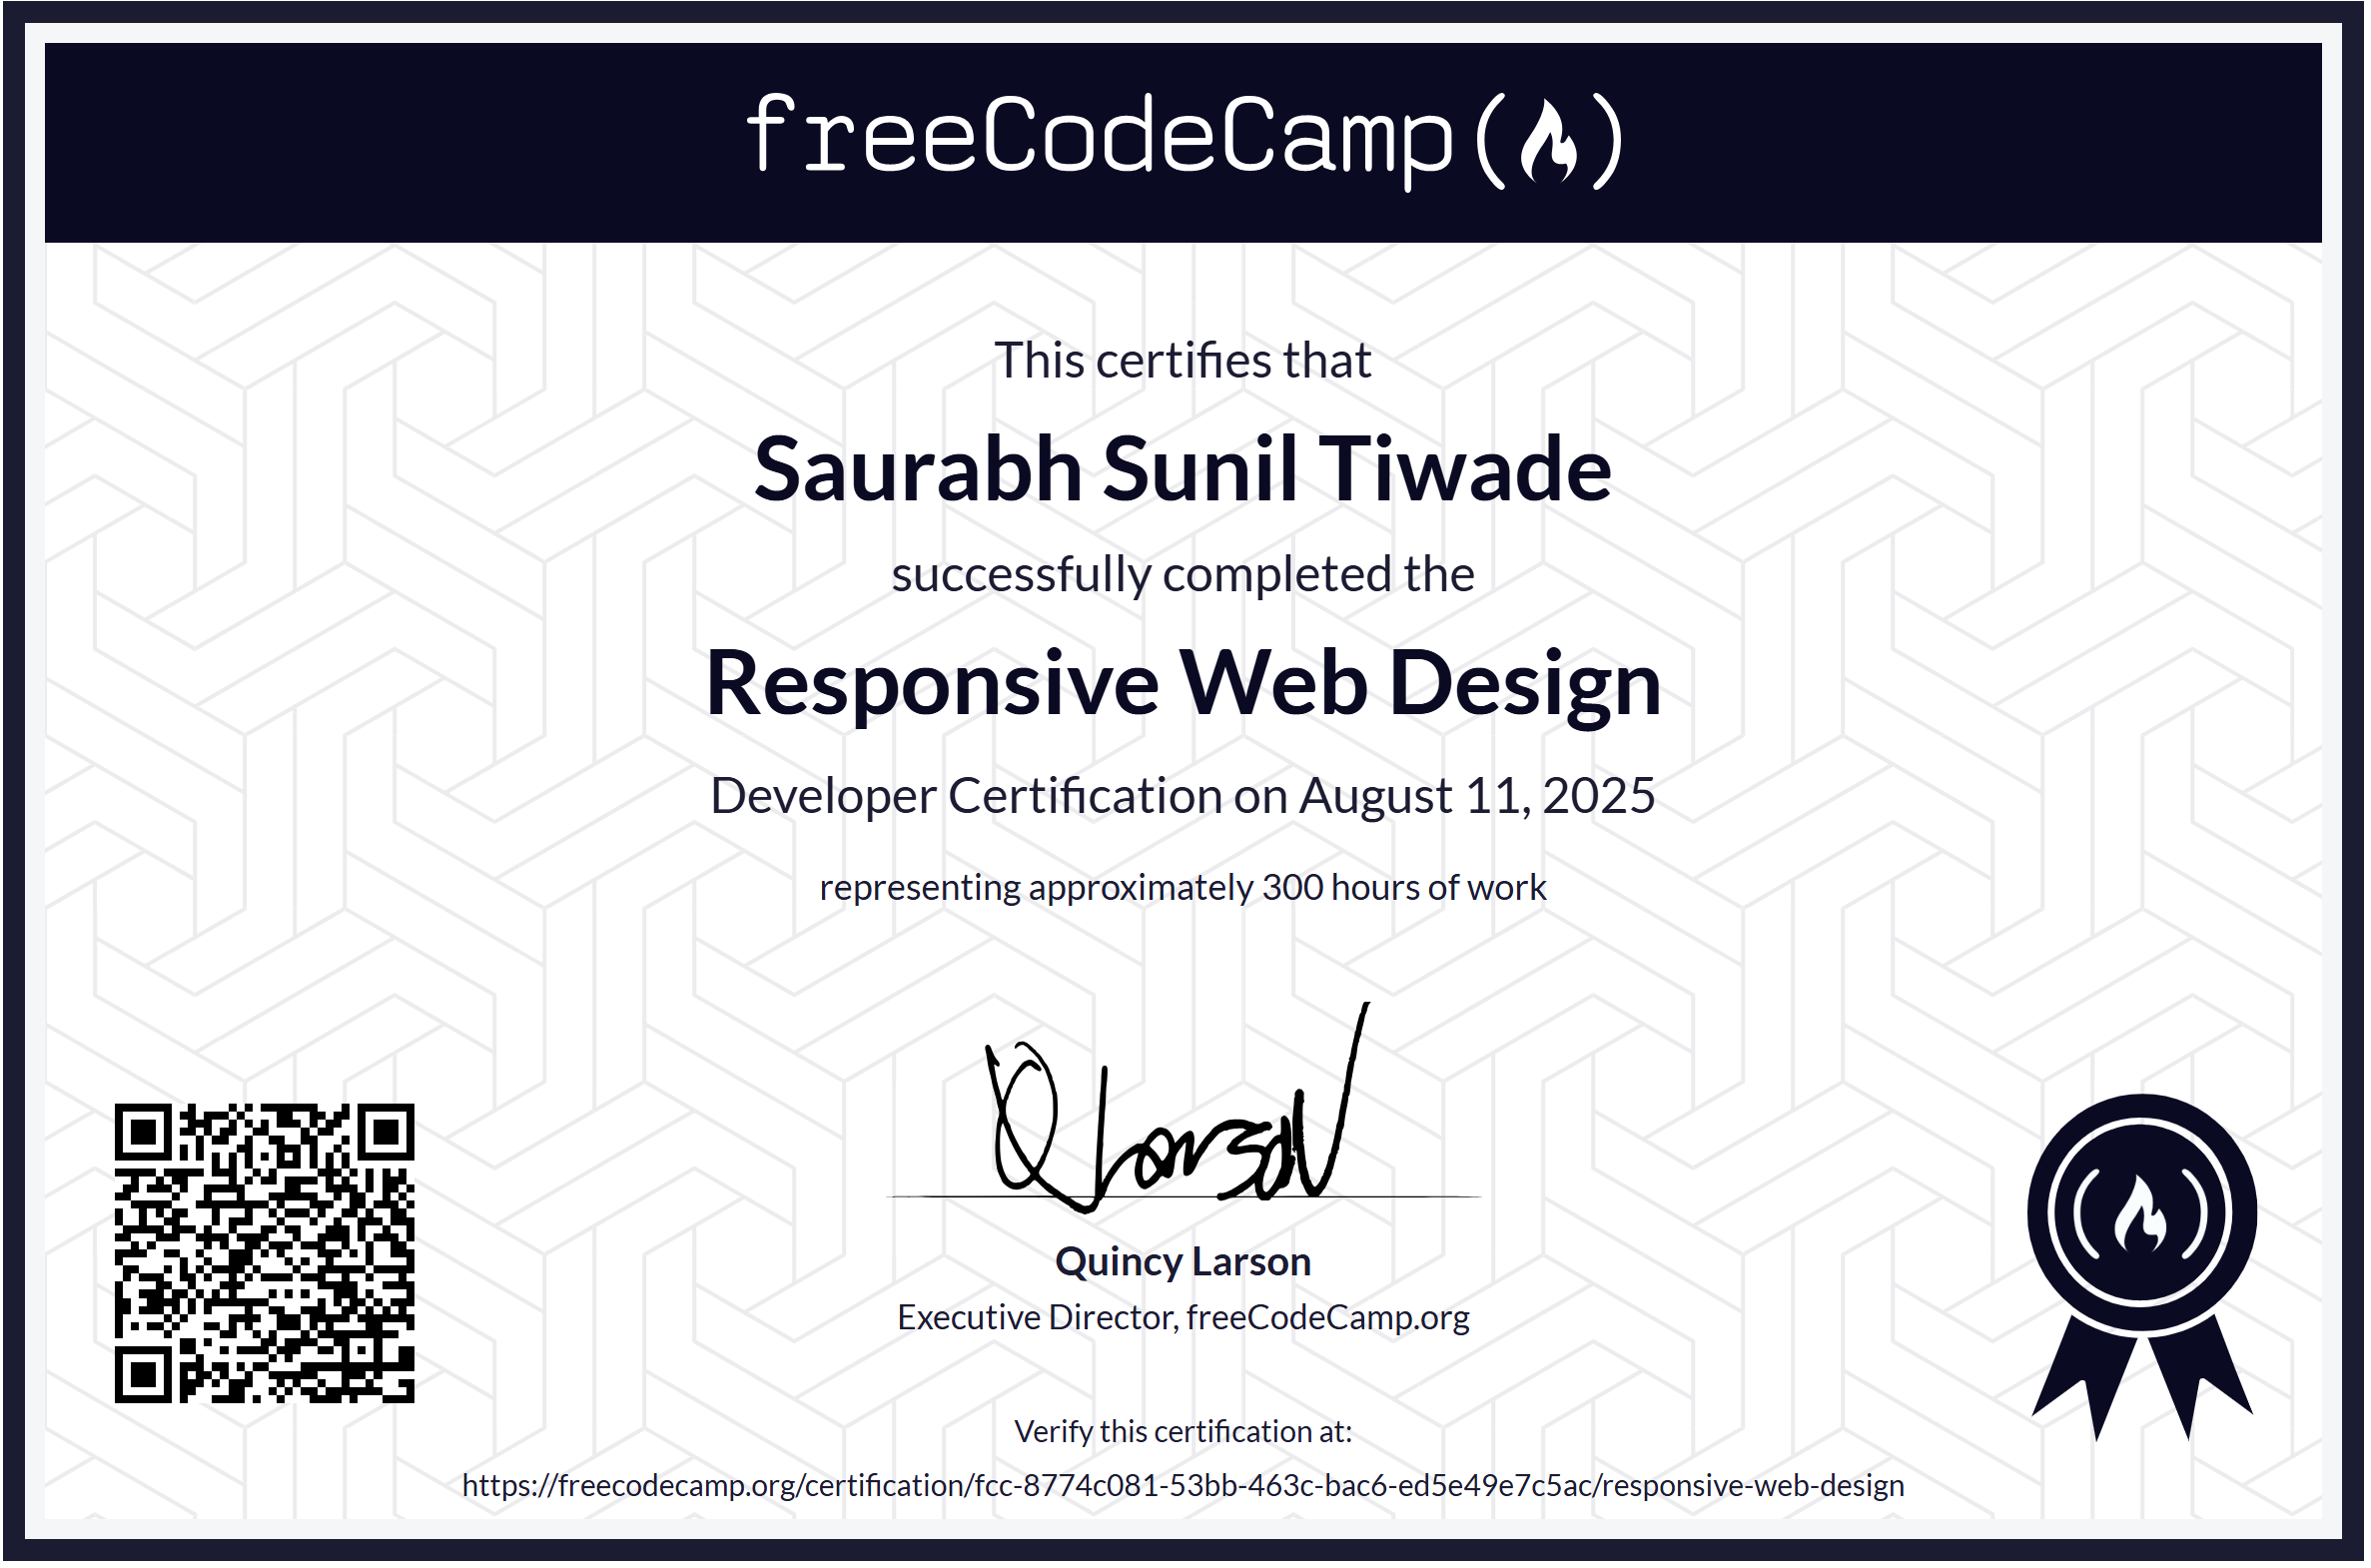 freeCodeCamp
This certifies that
Saurabh Sunil Tiwade
successfully completed the
Responsive Web Design
Developer Certification on August 11, 2025
representing approximately 300 hours of work
Q Larson
Quincy Larson
Executive Director, freeCodeCamp.org
Verify this certification at:
https://freecodecamp.org/certification/fcc-8774c081-53bb-463c-bac6-ed5e49e7c5ac/responsive-web-design